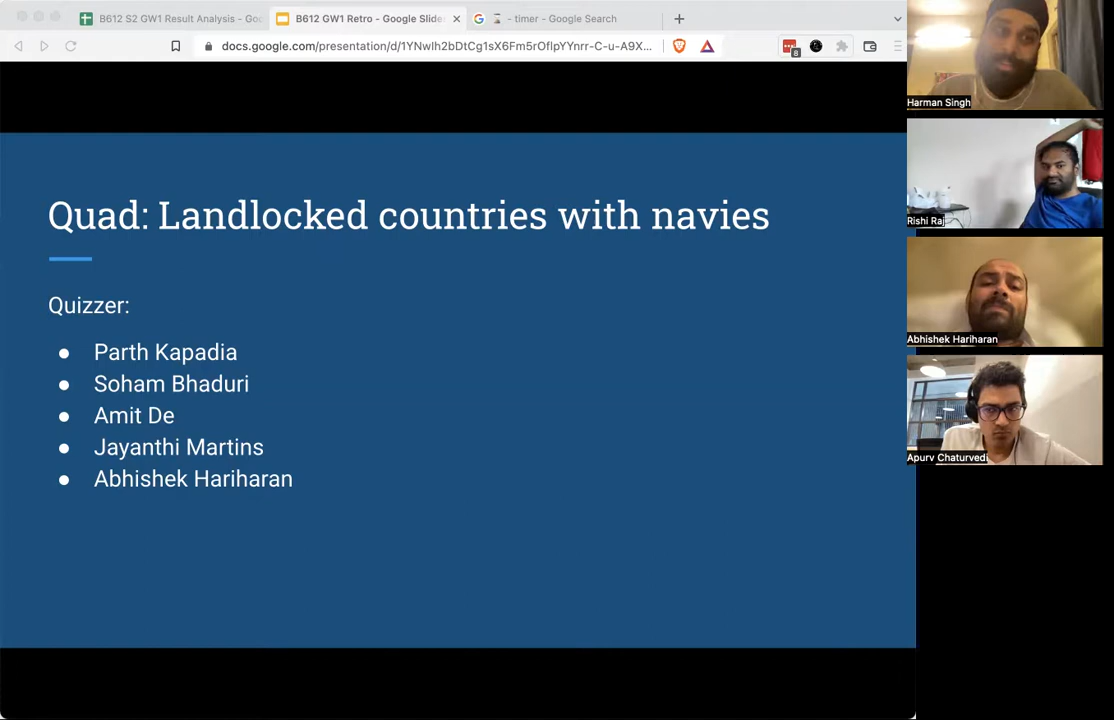 B612 S2 GW1 Result Analysis - Goo
B612 GW1 Retro - Google Slides
- timer - Google Search
docs.google.com/presentation/d/1YNwlh2bDtCg1sX6Fm5rOflpYYnrr-C-u-A9X...
8
Quad: Landlocked countries with navies
Quizzer:
Parth Kapadia
Soham Bhaduri
Amit De
Jayanthi Martins
Abhishek Hariharan
Harman Singh
Rishi Raj
Abhishek Hariharan
Apurv Chaturvedi